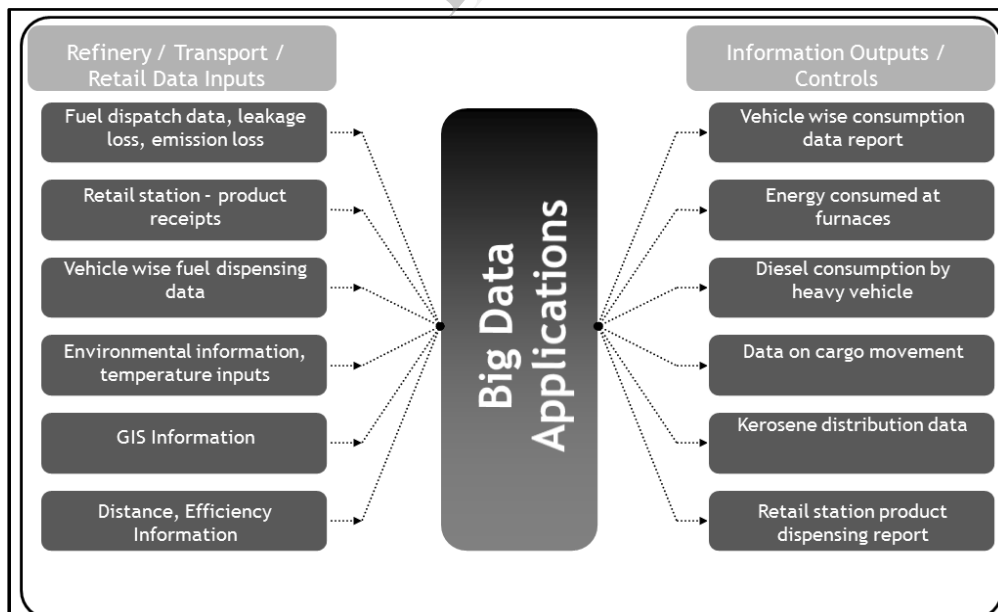 Refinery / Transport /
Retail Data Inputs
Fuel dispatch data, leakage
loss, emission loss
Retail station - product
receipts
Vehicle wise fuel dispensing
data
Environmental information,
temperature inputs
GIS Information
Distance, Efficiency
Information
Big Data
Applications
Information Outputs /
Controls
Vehicle wise consumption
data report
Energy consumed at
furnaces
Diesel consumption by
heavy vehicle
Data on cargo movement
Kerosene distribution data
Retail station product
dispensing report